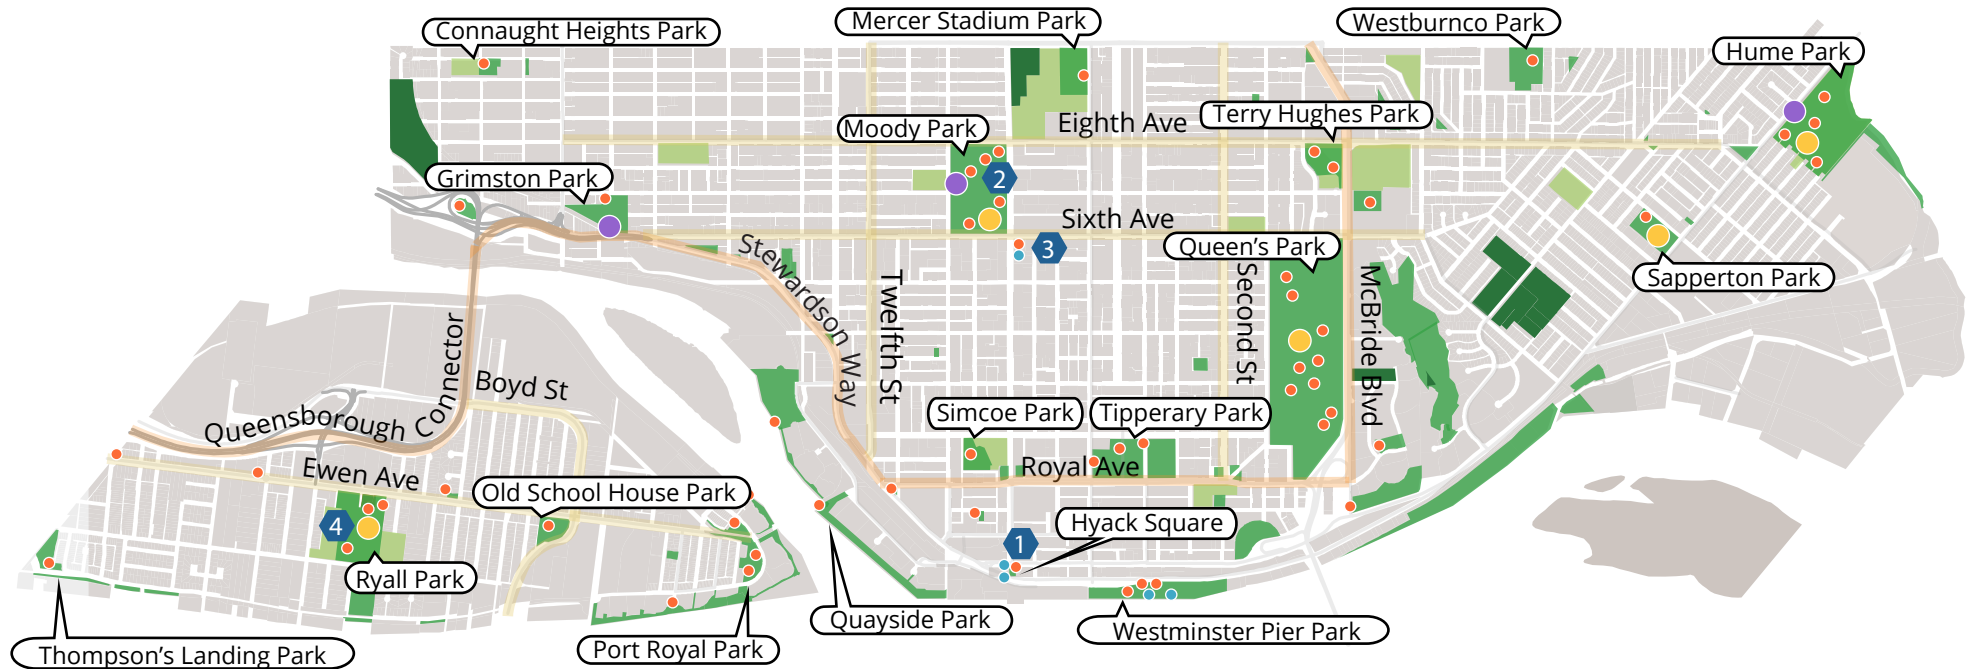 Mercer Stadium Park
Westburnco Park
Connaught Heights Park
Hume Park
Terry Hughes Park
Eighth Ave
Moody Park
Grimston Park
2
Sixth Ave
3
Queen's Park
Sapperton Park
Stewardson Way
Twelfth St
Second St
McBride Blvd
Queensborough Connector
Boyd St
Simcoe Park
Tipperary Park
Royal Ave
Ewen Ave
Old School House Park
4
Hyack Square
1
Ryall Park
Quayside Park
Westminster Pier Park
Port Royal Park
Thompson's Landing Park